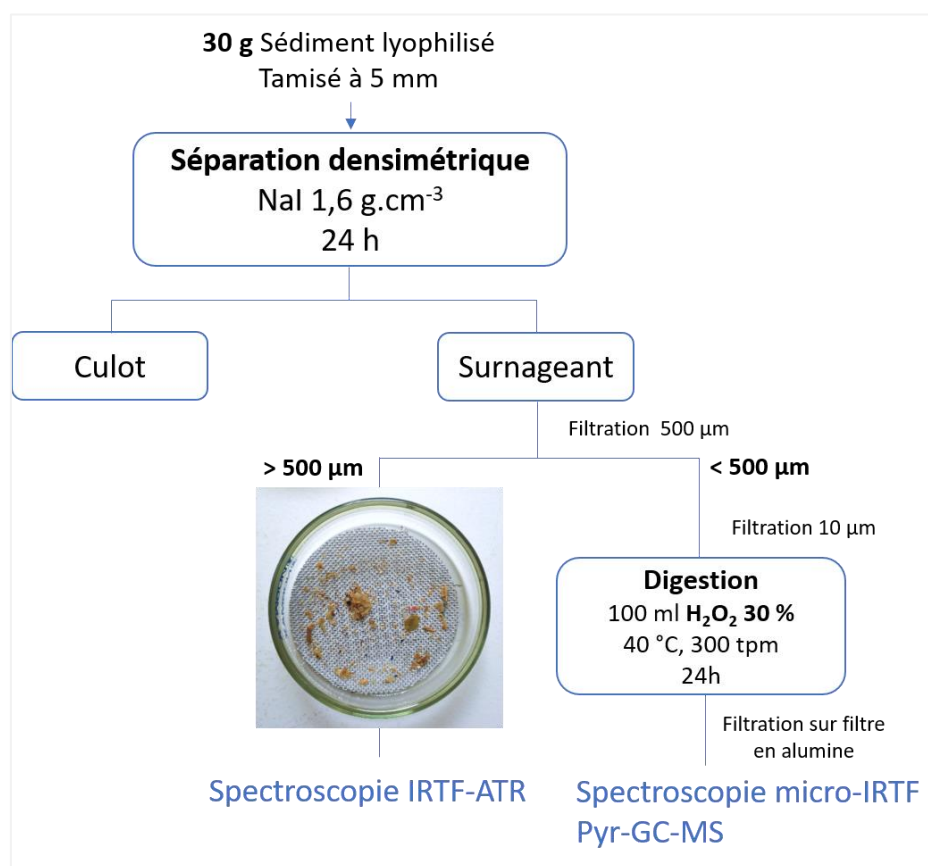 30 g Sédiment lyophilisé
Tamisé à 5 mm
Séparation densimétrique
NaI 1,6 g.cm⁻³
24 h
Culot
Surnageant
Filtration 500 µm
> 500 µm
< 500 µm
Filtration 10 µm
Digestion
100 ml H₂O₂ 30 %
40 °C, 300 tpm
24h
Filtration sur filtre
en alumine
Spectroscopie IRTF-ATR
Spectroscopie micro-IRTF
Pyr-GC-MS